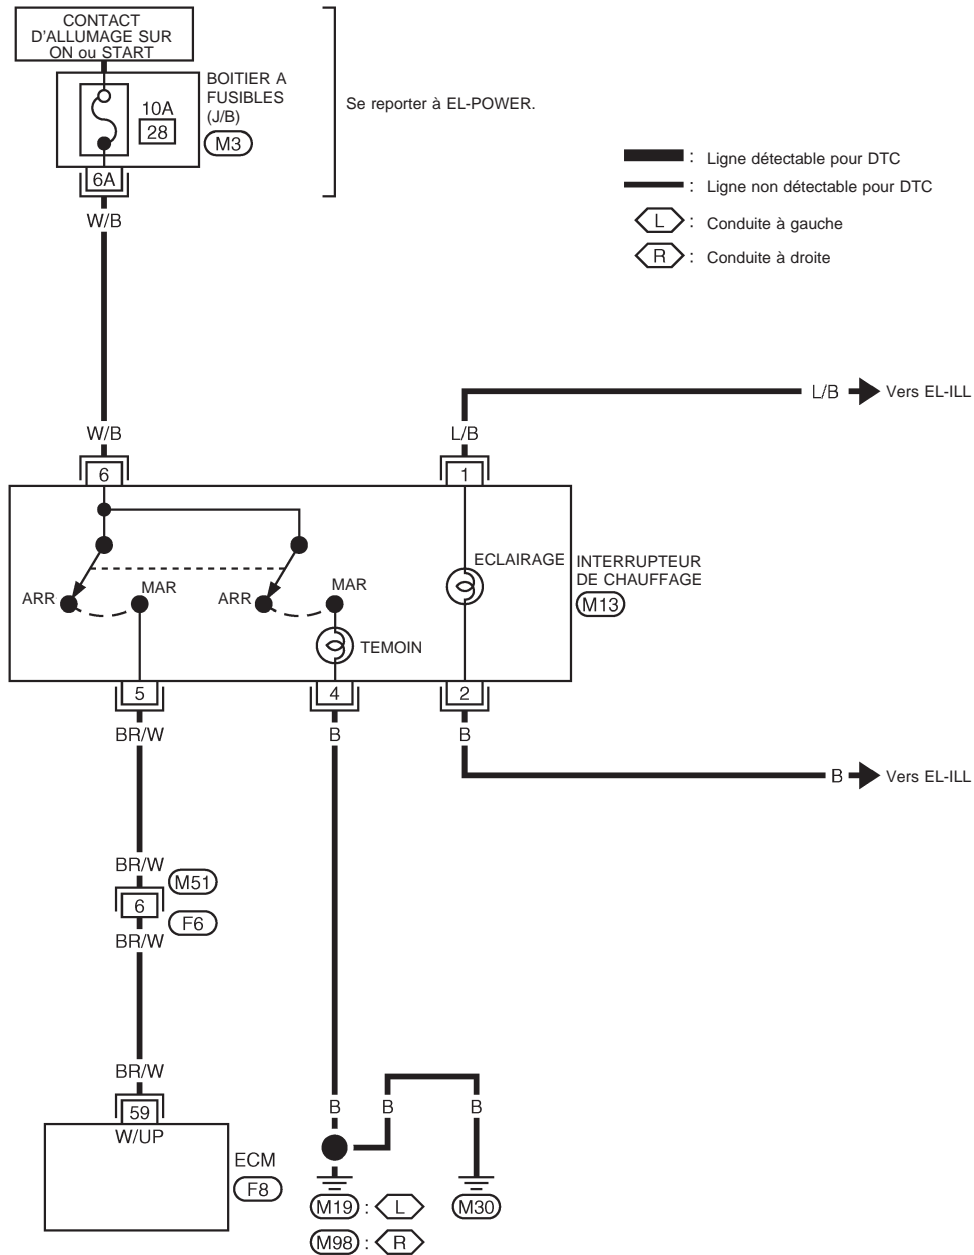 CONTACT
D'ALLUMAGE SUR
ON ou START
BOITIER A
FUSIBLES
(J/B)
M3
10A
28
6A
W/B
Se reporter à EL-POWER.
: Ligne détectable pour DTC
: Ligne non détectable pour DTC
L : Conduite à gauche
R : Conduite à droite
L/B Vers EL-ILL
W/B
L/B
6
1
ECLAIRAGE
INTERRUPTEUR
DE CHAUFFAGE
M13
ARR
MAR
ARR
MAR
TEMOIN
5
4
2
BR/W
B
B
B Vers EL-ILL
BR/W
M51
6
F6
BR/W
BR/W
59
W/UP
ECM
F8
B
B
B
M19 : L
M30
M98 : R